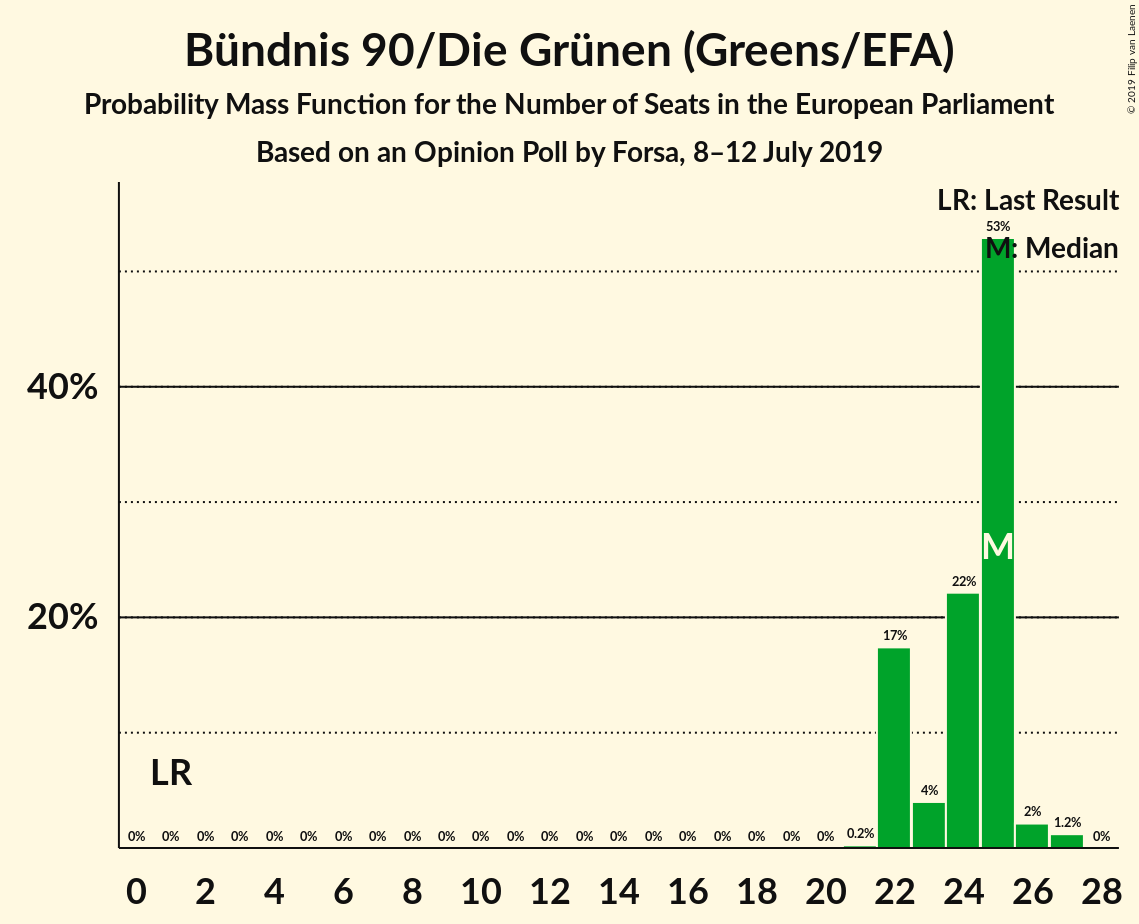 Bündnis 90/Die Grünen (Greens/EFA)
Probability Mass Function for the Number of Seats in the European Parliament
Based on an Opinion Poll by Forsa, 8–12 July 2019
© 2019 Filip van Laenen
LR: Last Result
M: Median
53%
40%
M
22%
20%
17%
LR
4%
2%
1.2%
0% 0% 0% 0% 0% 0% 0% 0% 0% 0% 0% 0% 0% 0% 0% 0% 0% 0% 0% 0% 0% 0.2% 0%
0 2 4 6 8 10 12 14 16 18 20 22 24 26 28